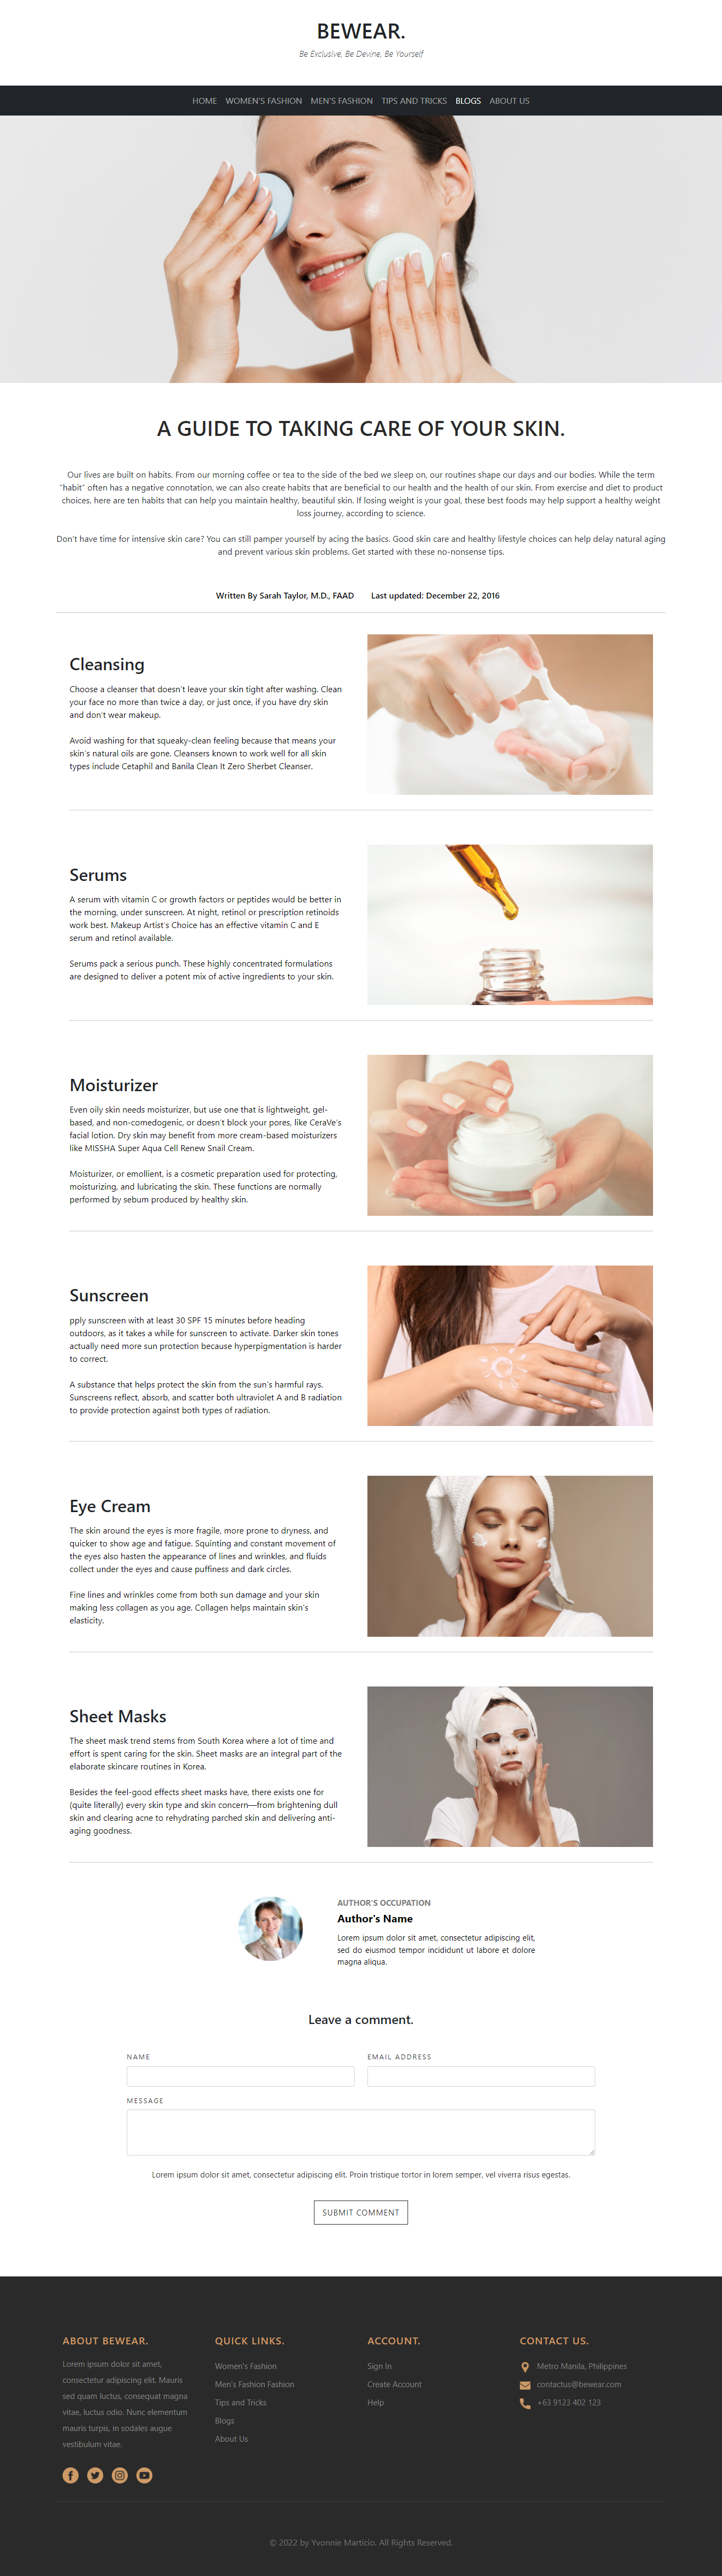 BEWEAR.
Be Exclusive, Be Devine, Be Yourself
HOME WOMEN'S FASHION MEN'S FASHION TIPS AND TRICKS BLOGS ABOUT US
A GUIDE TO TAKING CARE OF YOUR SKIN.
Our lives are built on habits. From our morning coffee or tea to the side of the bed we sleep on, our routines shape our days and our bodies. While the term
"habit" often has a negative connotation, we can also create habits that are beneficial to our health and the health of our skin. From exercise and diet to product
choices, here are ten habits that can help you maintain healthy, beautiful skin. If losing weight is your goal, these best foods may help support a healthy weight
loss journey, according to science.
Don't have time for intensive skin care? You can still pamper yourself by acing the basics. Good skin care and healthy lifestyle choices can help delay natural aging
and prevent various skin problems. Get started with these no-nonsense tips.
Written By Sarah Taylor, M.D., FAAD Last updated: December 22, 2016
Cleansing
Choose a cleanser that doesn't leave your skin tight after washing. Clean
your face no more than twice a day, or just once, if you have dry skin
and don't wear makeup.
Avoid washing for that squeaky-clean feeling because that means your
skin's natural oils are gone. Cleansers known to work well for all skin
types include Cetaphil and Banila Clean It Zero Sherbet Cleanser.
Serums
A serum with vitamin C or growth factors or peptides would be better in
the morning, under sunscreen. At night, retinol or prescription retinoids
work best. Makeup Artist's Choice has an effective vitamin C and E
serum and retinol available.
Serums pack a serious punch. These highly concentrated formulations
are designed to deliver a potent mix of active ingredients to your skin.
Moisturizer
Even oily skin needs moisturizer, but use one that is lightweight, gel-
based, and non-comedogenic, or doesn't block your pores, like CeraVe's
facial lotion. Dry skin may benefit from more cream-based moisturizers
like MISSHA Super Aqua Cell Renew Snail Cream.
Moisturizer, or emollient, is a cosmetic preparation used for protecting,
moisturizing, and lubricating the skin. These functions are normally
performed by sebum produced by healthy skin.
Sunscreen
pply sunscreen with at least 30 SPF 15 minutes before heading
outdoors, as it takes a while for sunscreen to activate. Darker skin tones
actually need more sun protection because hyperpigmentation is harder
to correct.
A substance that helps protect the skin from the sun's harmful rays.
Sunscreens reflect, absorb, and scatter both ultraviolet A and B radiation
to provide protection against both types of radiation.
Eye Cream
The skin around the eyes is more fragile, more prone to dryness, and
quicker to show age and fatigue. Squinting and constant movement of
the eyes also hasten the appearance of lines and wrinkles, and fluids
collect under the eyes and cause puffiness and dark circles.
Fine lines and wrinkles come from both sun damage and your skin
making less collagen as you age. Collagen helps maintain skin's
elasticity.
Sheet Masks
The sheet mask trend stems from South Korea where a lot of time and
effort is spent caring for the skin. Sheet masks are an integral part of the
elaborate skincare routines in Korea.
Besides the feel-good effects sheet masks have, there exists one for
(quite literally) every skin type and skin concern—from brightening dull
skin and clearing acne to rehydrating parched skin and delivering anti-
aging goodness.
AUTHOR'S OCCUPATION
Author's Name
Lorem ipsum dolor sit amet, consectetur adipiscing elit,
sed do eiusmod tempor incididunt ut labore et dolore
magna aliqua.
Leave a comment.
NAME EMAIL ADDRESS
MESSAGE
Lorem ipsum dolor sit amet, consectetur adipiscing elit. Proin tristique tortor in lorem semper, vel viverra risus egestas.
SUBMIT COMMENT
ABOUT BEWEAR.
Lorem ipsum dolor sit amet,
consectetur adipiscing elit. Mauris
sed quam luctus, consequat magna
vitae, luctus odio. Nunc elementum
mauris turpis, in sodales augue
vestibulum vitae.
QUICK LINKS.
Women's Fashion
Men's Fashion Fashion
Tips and Tricks
Blogs
About Us
ACCOUNT.
Sign In
Create Account
Help
CONTACT US.
Metro Manila, Philippines
contactus@bewear.com
+63 9123 402 123
© 2022 by Yvonnie Marticio. All Rights Reserved.